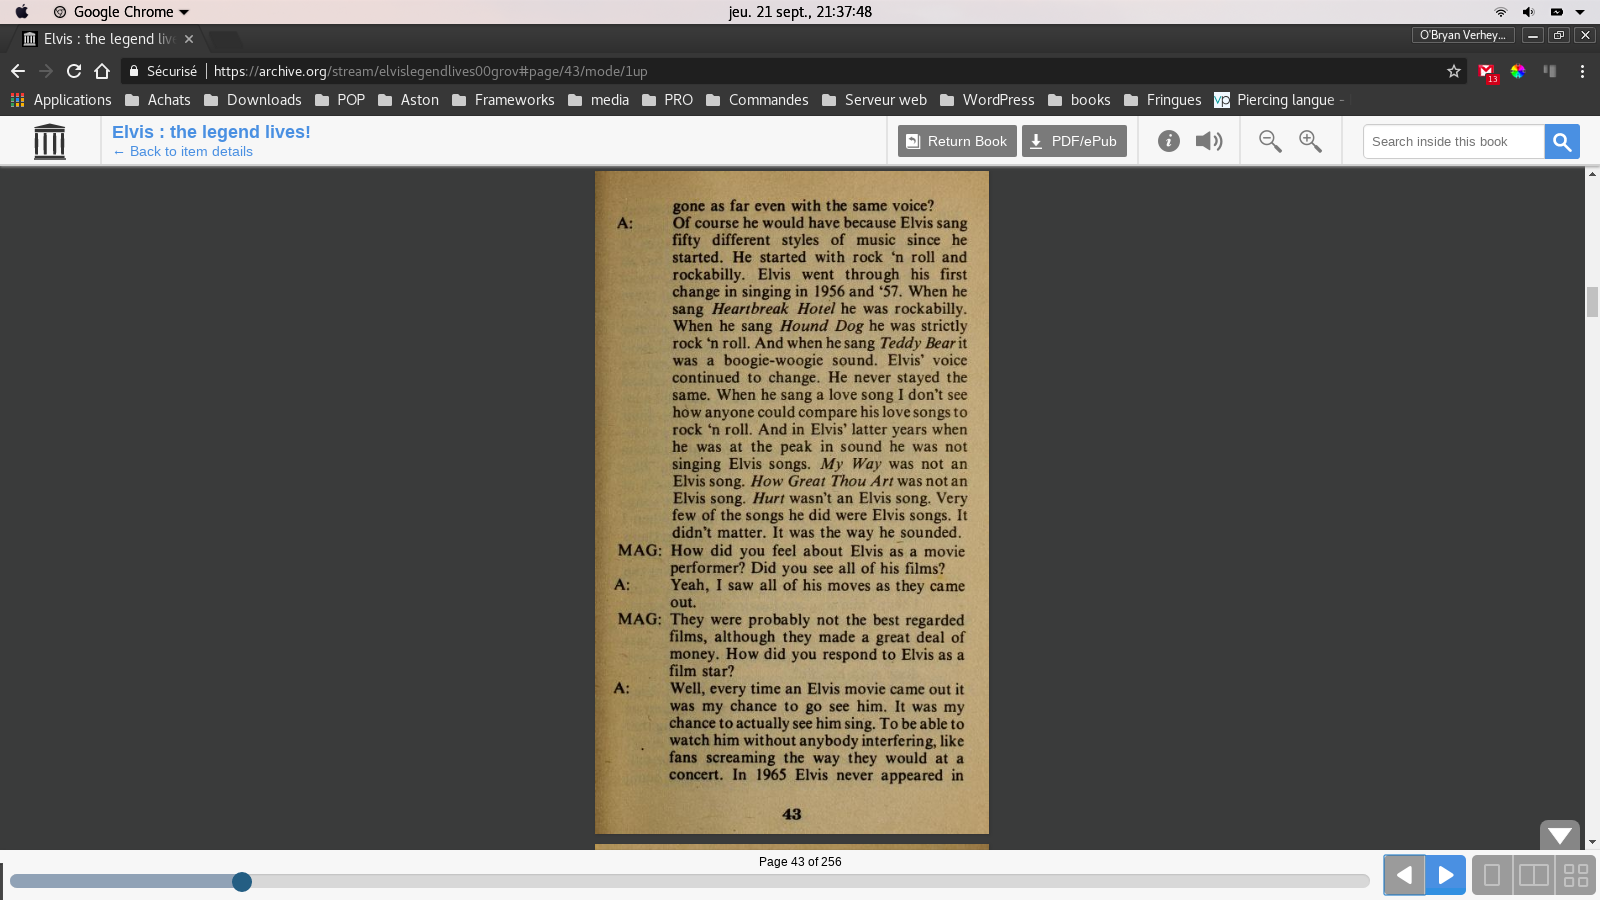 Google Chrome
jeu. 21 sept., 21:37:48
Elvis : the legend live
O'Bryan Verhey...
Sécurisé
https://archive.org/stream/elvislegendlives00grov#page/43/mode/1up
13
Applications Achats Downloads POP Aston Frameworks media PRO Commandes Serveur web WordPress books Fringues vp Piercing langue -
Elvis : the legend lives!
← Back to item details
Return Book
PDF/ePub
Search inside this book
gone as far even with the same voice?
A: Of course he would have because Elvis sang
fifty different styles of music since he
started. He started with rock ‘n roll and
rockabilly. Elvis went through his first
change in singing in 1956 and ‘57. When he
sang Heartbreak Hotel he was rockabilly.
When he sang Hound Dog he was strictly
rock ‘n roll. And when he sang Teddy Bear it
was a boogie-woogie sound. Elvis’ voice
continued to change. He never stayed the
same. When he sang a love song I don’t see
how anyone could compare his love songs to
rock ‘n roll. And in Elvis’ latter years when
he was at the peak in sound he was not
singing Elvis songs. My Way was not an
Elvis song. How Great Thou Art was not an
Elvis song. Hurt wasn’t an Elvis song. Very
few of the songs he did were Elvis songs. It
didn’t matter. It was the way he sounded.
MAG: How did you feel about Elvis as a movie
performer? Did you see all of his films?
A: Yeah, I saw all of his moves as they came
out.
MAG: They were probably not the best regarded
films, although they made a great deal of
money. How did you respond to Elvis as a
film star?
A: Well, every time an Elvis movie came out it
was my chance to go see him. It was my
chance to actually see him sing. To be able to
watch him without anybody interfering, like
fans screaming the way they would at a
concert. In 1965 Elvis never appeared in
43
Page 43 of 256